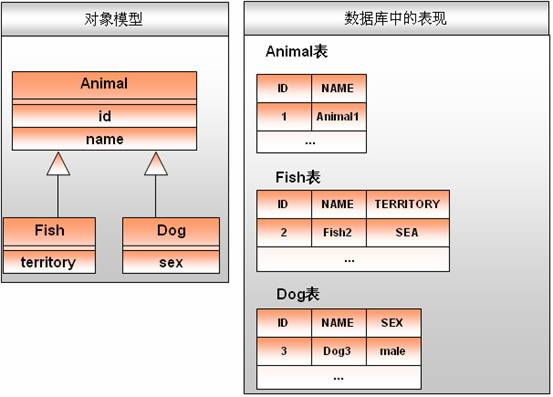 对象模型
Animal
id
name
Fish
territory
Dog
sex
数据库中的表现
Animal表
ID NAME
1 Animal1
...
Fish表
ID NAME TERRITORY
2 Fish2 SEA
...
Dog表
ID NAME SEX
3 Dog3 male
...